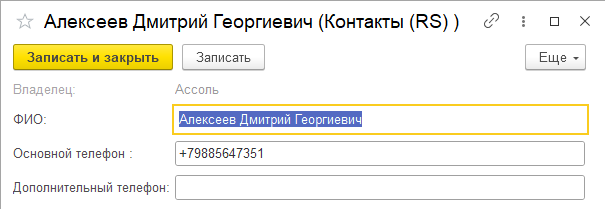 Алексеев Дмитрий Георгиевич (Контакты (RS) )
Записать и закрыть Записать Еще
Владелец: Ассоль
ФИО: Алексеев Дмитрий Георгиевич
Основной телефон : +79885647351
Дополнительный телефон: